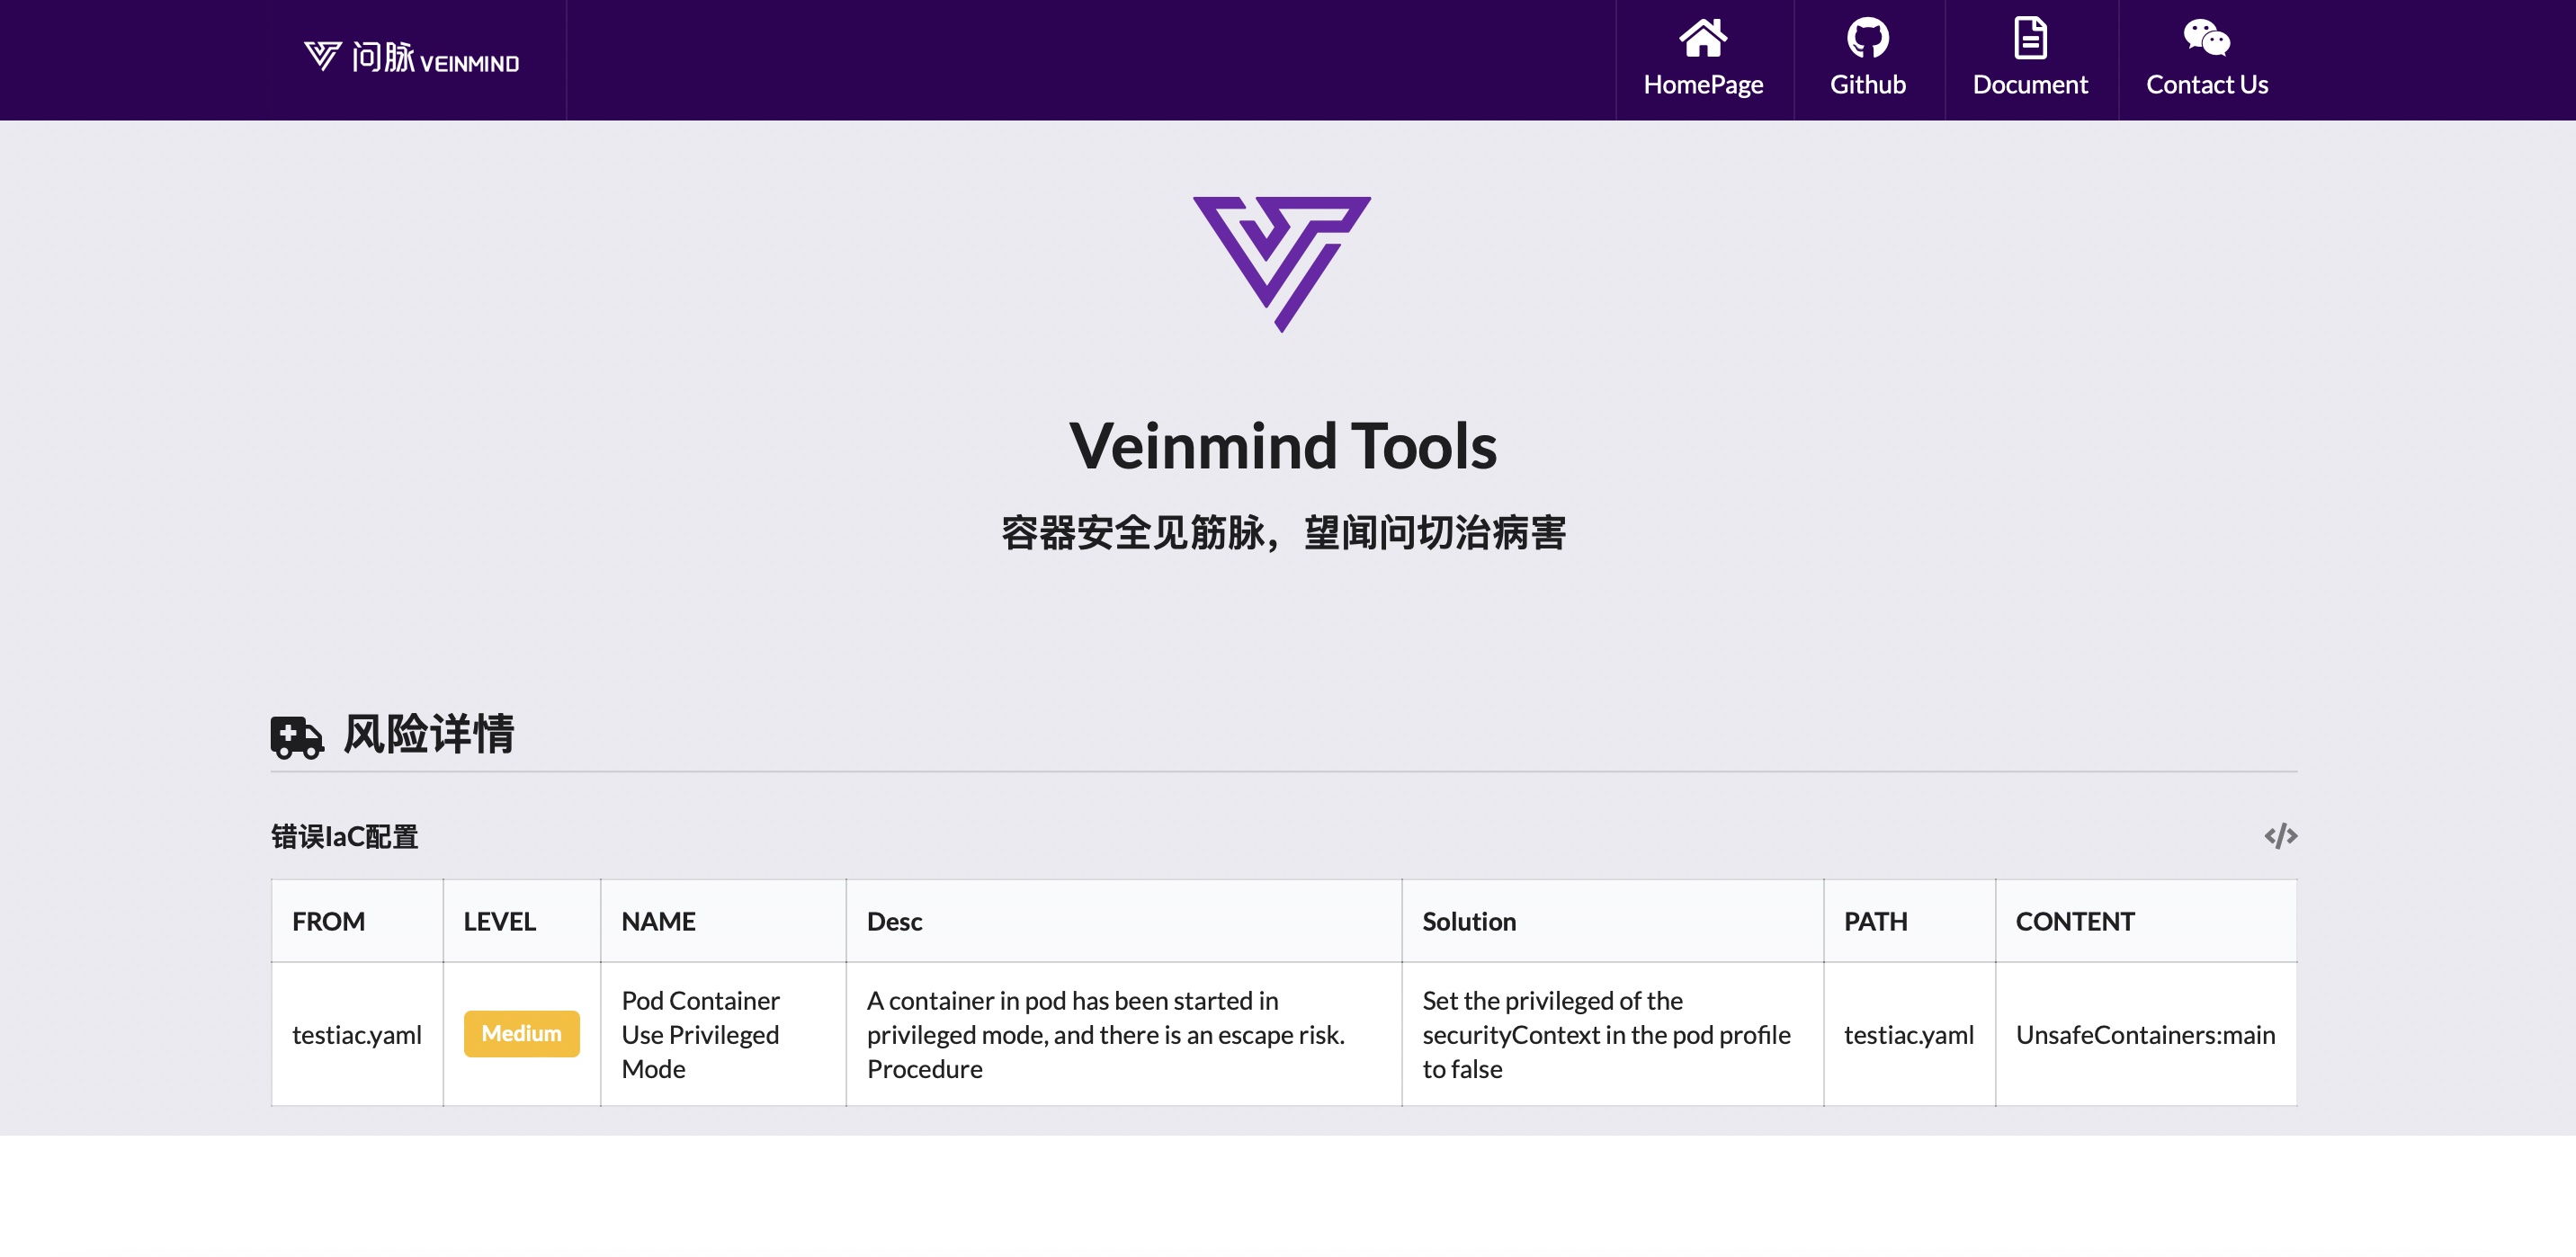 问脉 VEINMIND
HomePage
Github
Document
Contact Us
Veinmind Tools
容器安全见筋脉，望闻问切治病害
风险详情
错误IaC配置
FROM
LEVEL
NAME
Desc
Solution
PATH
CONTENT
testiac.yaml
Medium
Pod Container
Use Privileged
Mode
A container in pod has been started in
privileged mode, and there is an escape risk.
Procedure
Set the privileged of the
securityContext in the pod profile
to false
testiac.yaml
UnsafeContainers:main